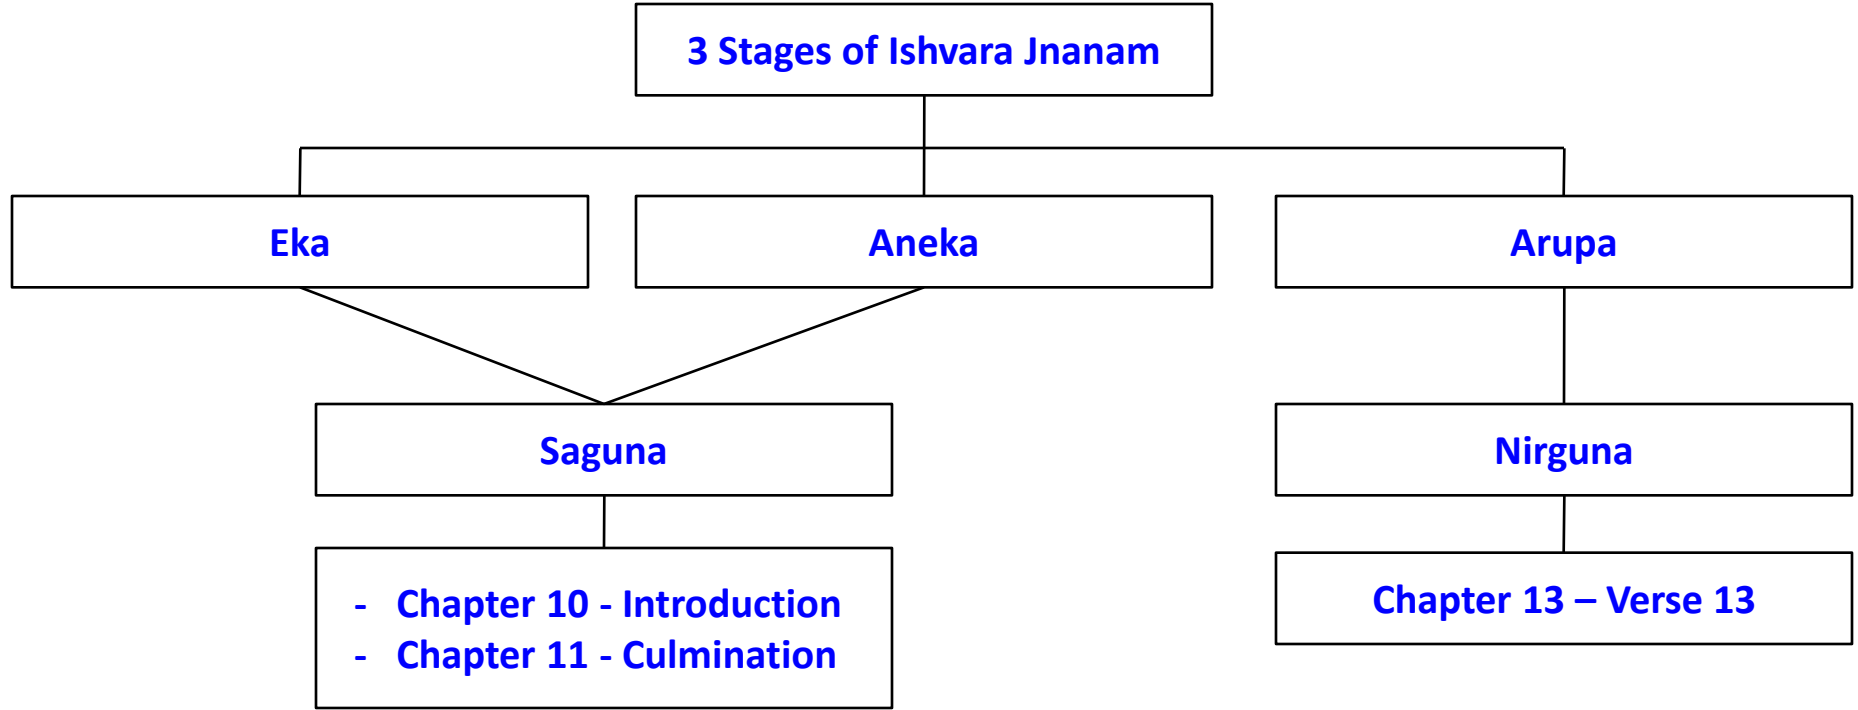 3 Stages of Ishvara Jnanam
Eka
Aneka
Arupa
Saguna
Nirguna
- Chapter 10 - Introduction
- Chapter 11 - Culmination
Chapter 13 – Verse 13